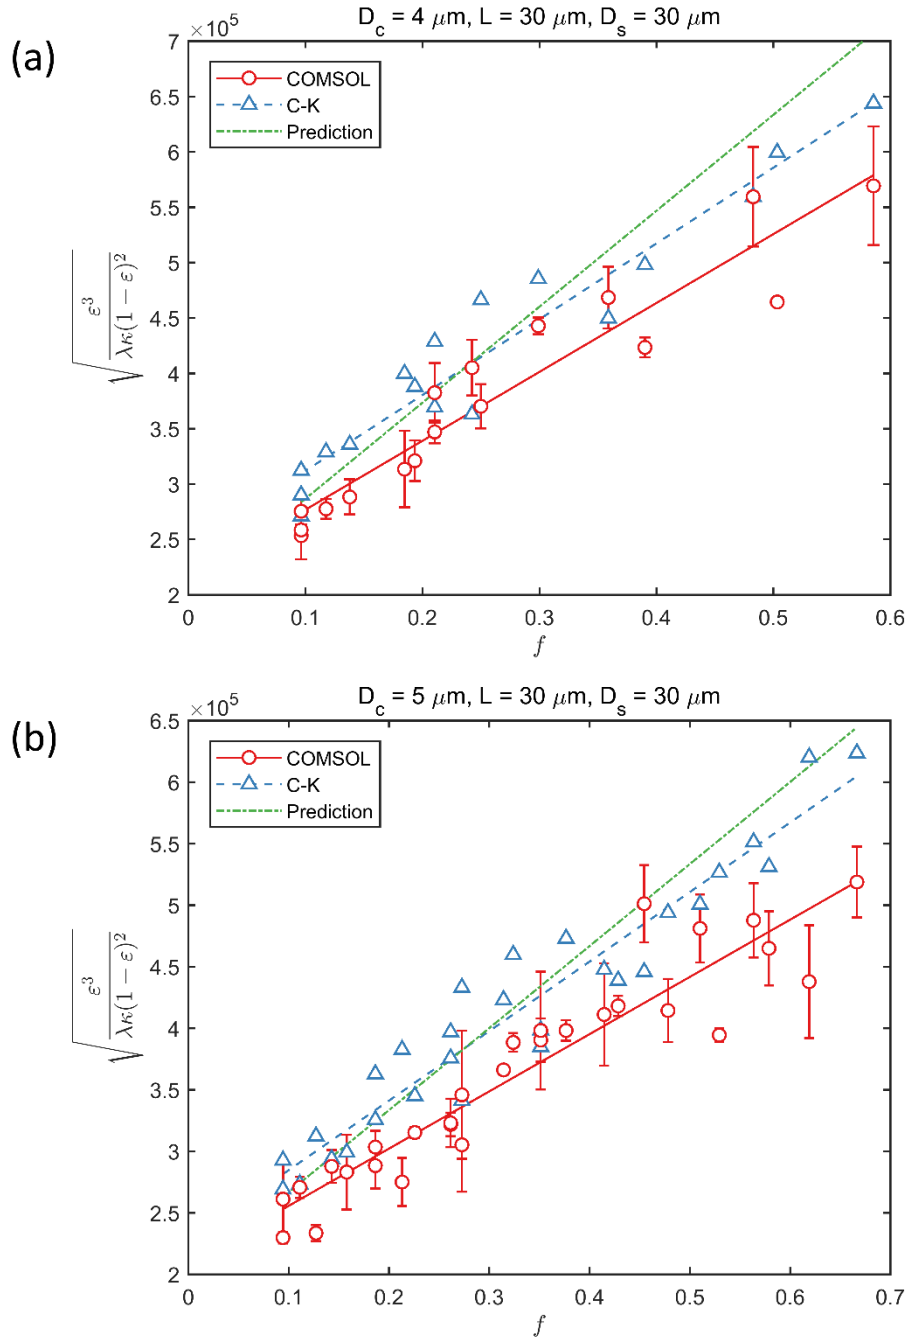 (a)
D_c = 4 μm, L = 30 μm, D_s = 30 μm
×10^5
7
6.5
6
5.5
5
4.5
4
3.5
3
2.5
2
COMSOL
C-K
Prediction
√(ε^3 / λκ(1 − ε)^2)
0 0.1 0.2 0.3 0.4 0.5 0.6
f
(b)
D_c = 5 μm, L = 30 μm, D_s = 30 μm
×10^5
6.5
6
5.5
5
4.5
4
3.5
3
2.5
2
COMSOL
C-K
Prediction
√(ε^3 / λκ(1 − ε)^2)
0 0.1 0.2 0.3 0.4 0.5 0.6 0.7
f